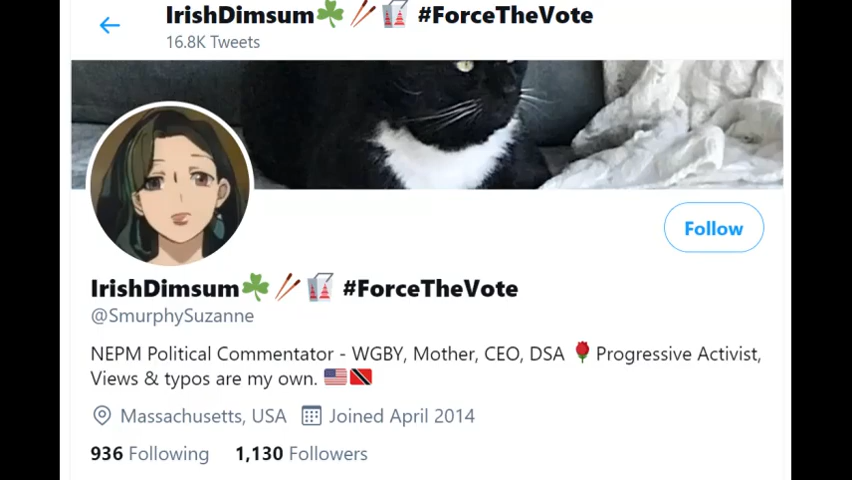 IrishDimsum☘️🥢🥡 #ForceTheVote
16.8K Tweets
Follow
IrishDimsum☘️🥢🥡 #ForceTheVote
@SmurphySuzanne
NEPM Political Commentator - WGBY, Mother, CEO, DSA 🌹Progressive Activist,
Views & typos are my own. 🇺🇸🇹🇹
Massachusetts, USA Joined April 2014
936 Following 1,130 Followers